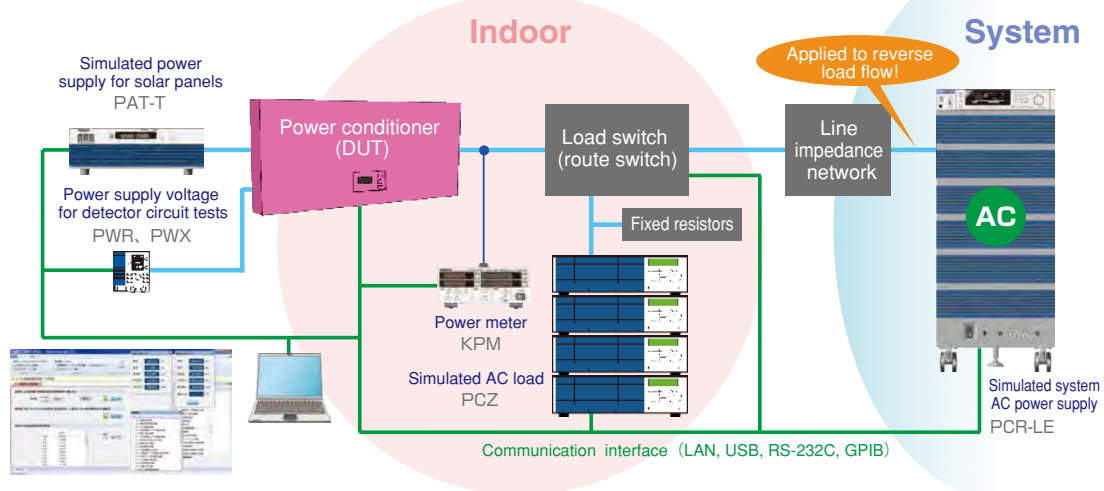 Indoor
System
Simulated power
supply for solar panels
PAT-T
Power conditioner
(DUT)
Load switch
(route switch)
Line
impedance
network
Applied to reverse
load flow!
AC
Power supply voltage
for detector circuit tests
PWR、PWX
Fixed resistors
Power meter
KPM
Simulated AC load
PCZ
Simulated system
AC power supply
PCR-LE
Communication interface（LAN, USB, RS-232C, GPIB）